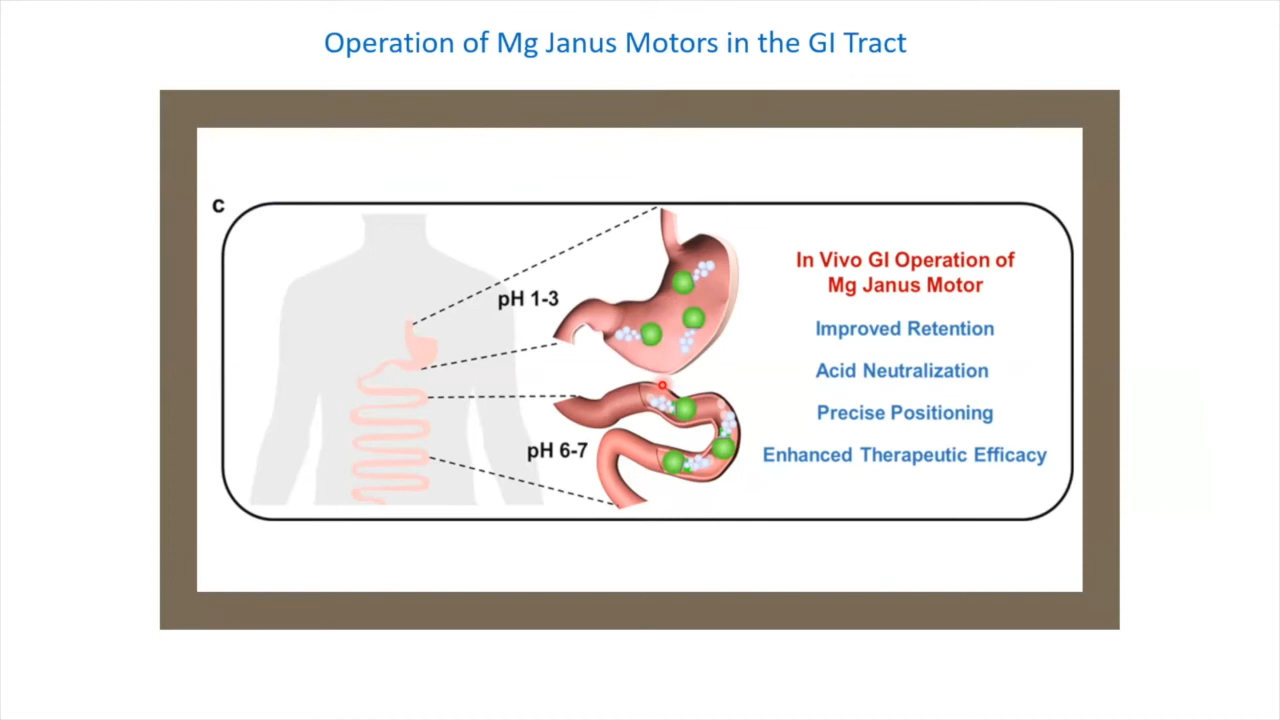 Operation of Mg Janus Motors in the GI Tract
c
pH 1-3
pH 6-7
In Vivo GI Operation of
Mg Janus Motor
Improved Retention
Acid Neutralization
Precise Positioning
Enhanced Therapeutic Efficacy